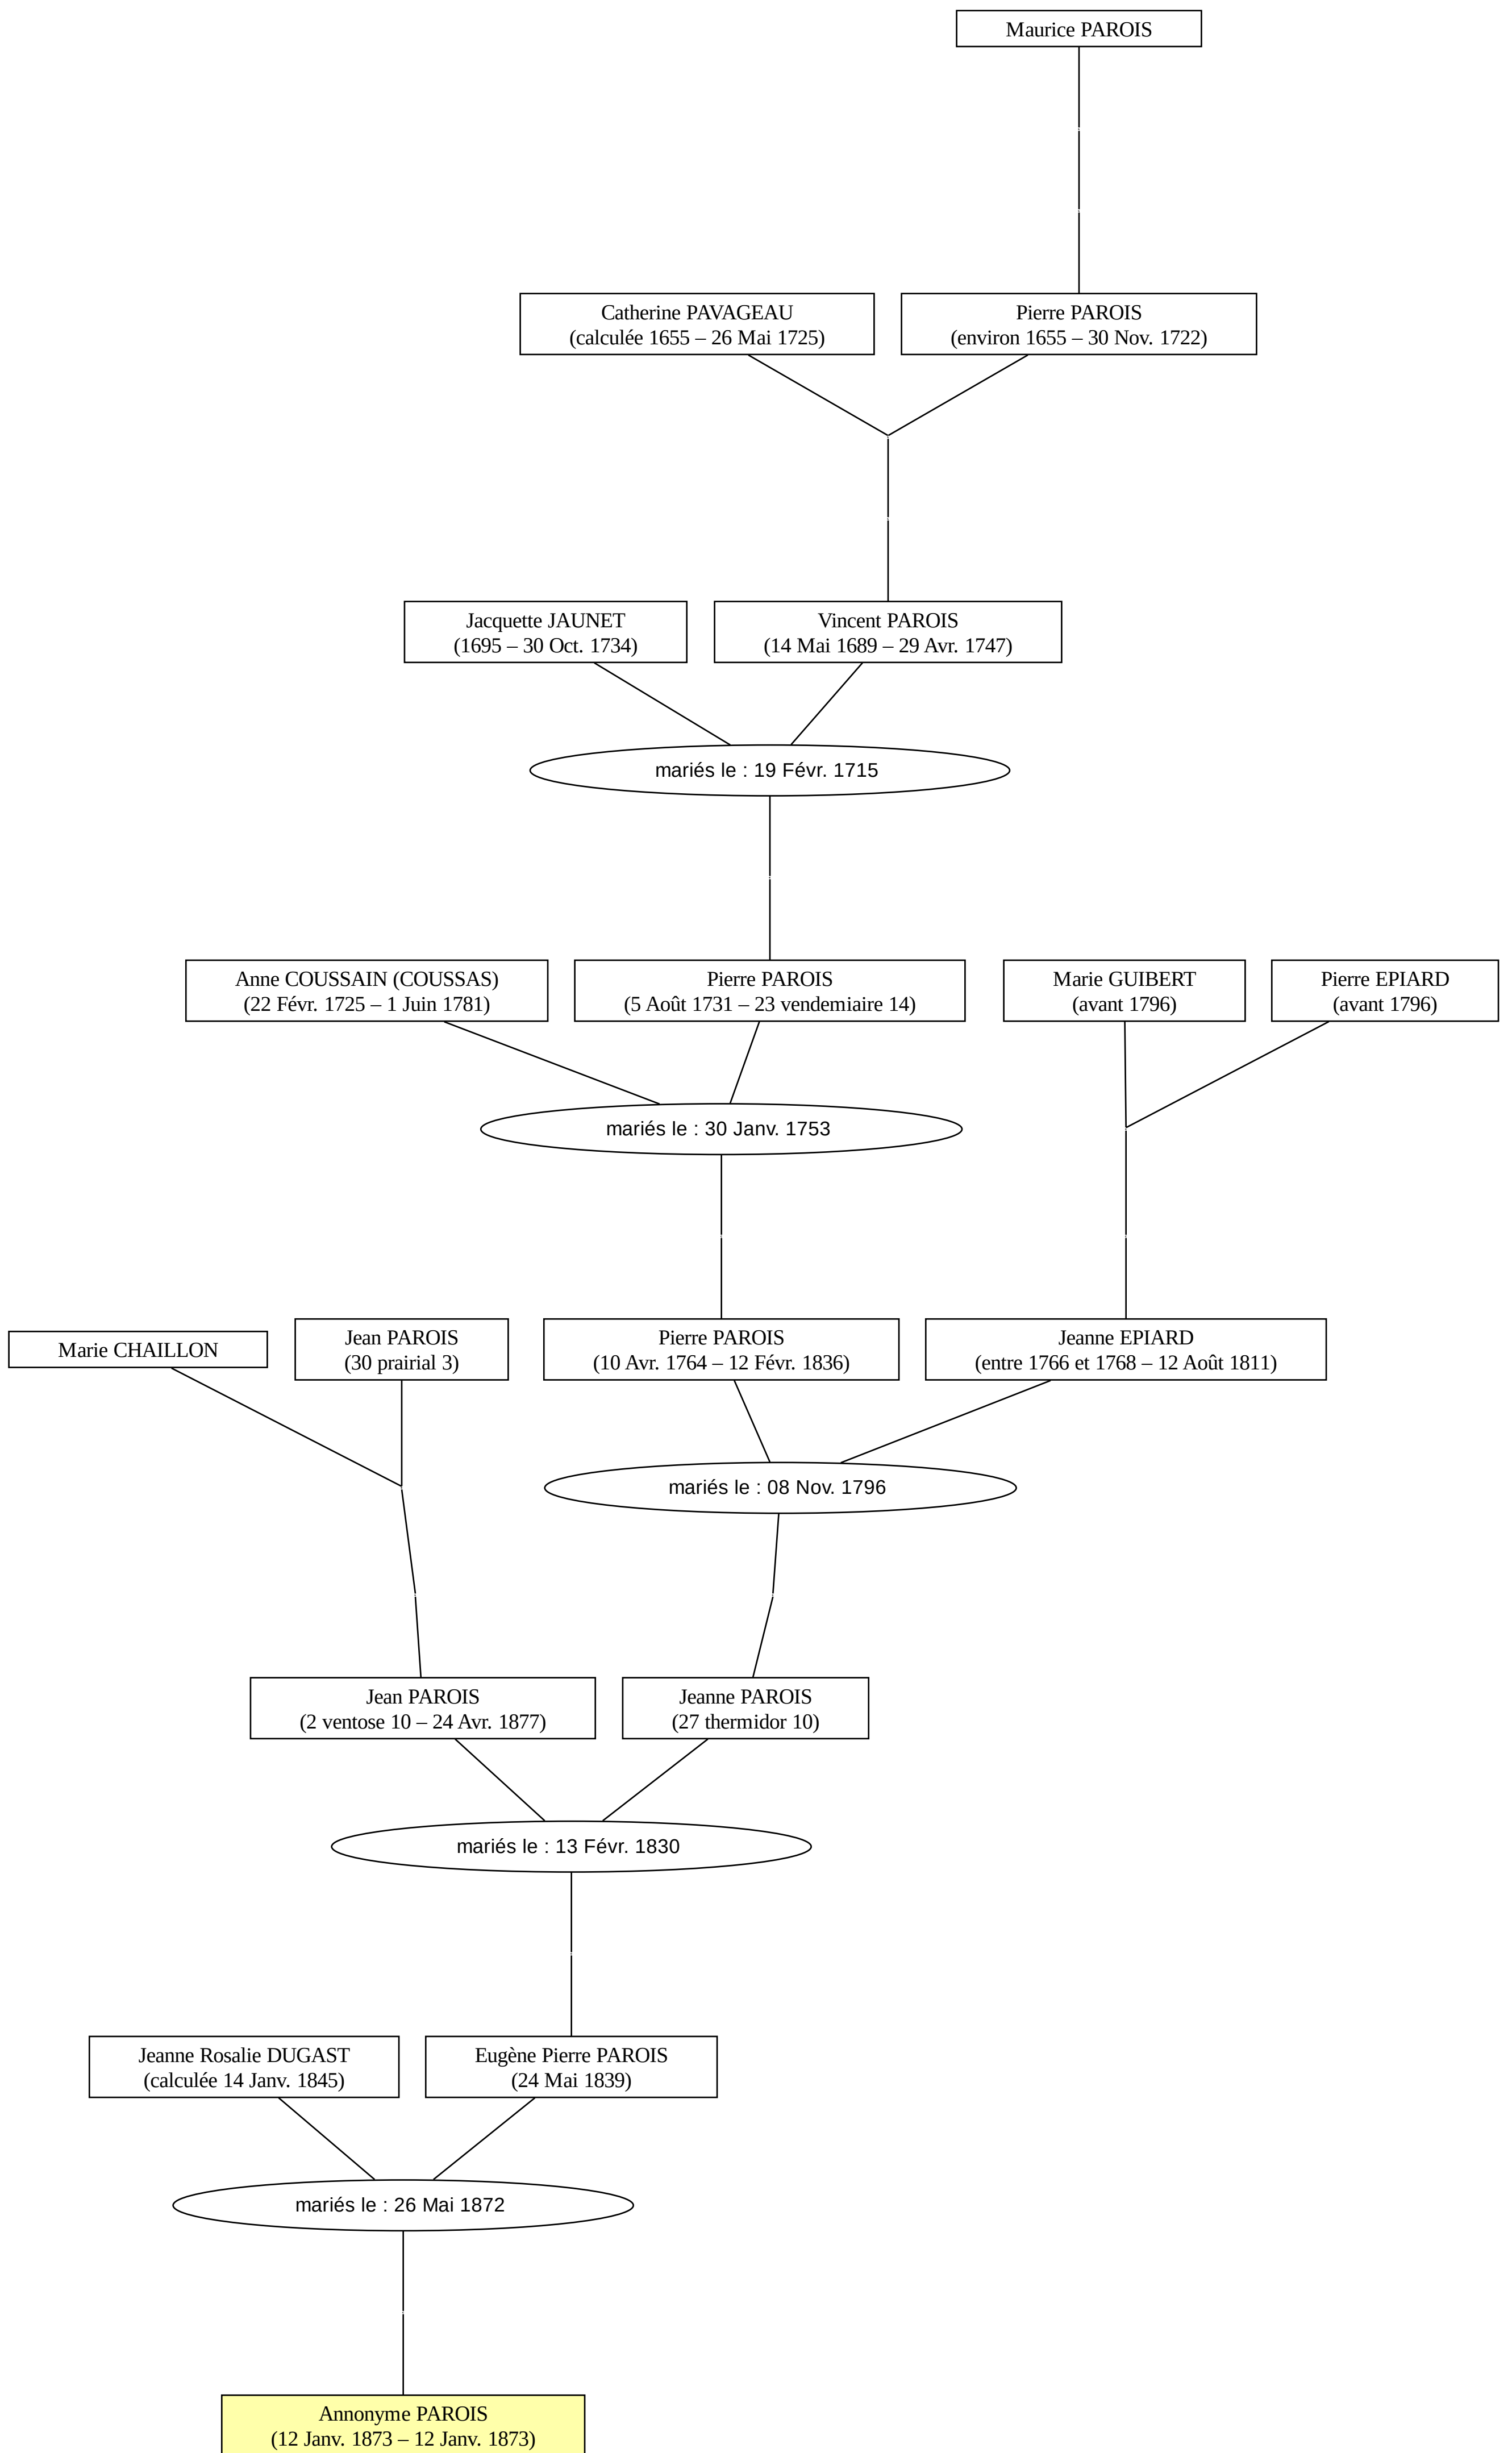 Maurice PAROIS
Catherine PAVAGEAU
(calculée 1655 – 26 Mai 1725)
Pierre PAROIS
(environ 1655 – 30 Nov. 1722)
Jacquette JAUNET
(1695 – 30 Oct. 1734)
Vincent PAROIS
(14 Mai 1689 – 29 Avr. 1747)
mariés le : 19 Févr. 1715
Anne COUSSAIN (COUSSAS)
(22 Févr. 1725 – 1 Juin 1781)
Pierre PAROIS
(5 Août 1731 – 23 vendemiaire 14)
Marie GUIBERT
(avant 1796)
Pierre EPIARD
(avant 1796)
mariés le : 30 Janv. 1753
Marie CHAILLON
Jean PAROIS
(30 prairial 3)
Pierre PAROIS
(10 Avr. 1764 – 12 Févr. 1836)
Jeanne EPIARD
(entre 1766 et 1768 – 12 Août 1811)
mariés le : 08 Nov. 1796
Jean PAROIS
(2 ventose 10 – 24 Avr. 1877)
Jeanne PAROIS
(27 thermidor 10)
mariés le : 13 Févr. 1830
Jeanne Rosalie DUGAST
(calculée 14 Janv. 1845)
Eugène Pierre PAROIS
(24 Mai 1839)
mariés le : 26 Mai 1872
Annonyme PAROIS
(12 Janv. 1873 – 12 Janv. 1873)